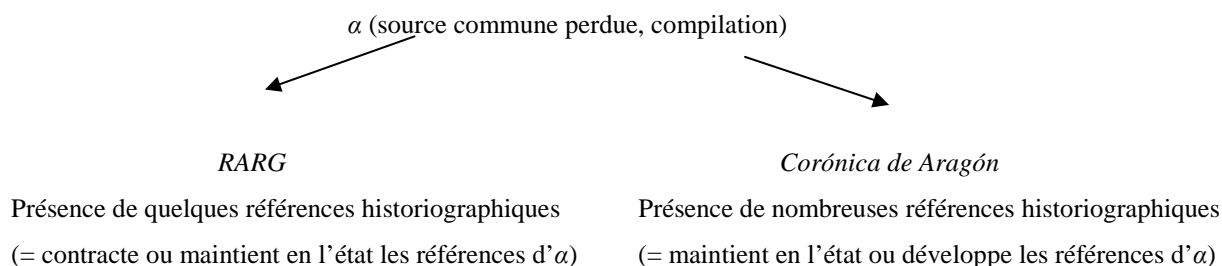 α (source commune perdue, compilation)
RARG Corónica de Aragón
Présence de quelques références historiographiques Présence de nombreuses références historiographiques
(= contracte ou maintient en l’état les références d’α) (= maintient en l’état ou développe les références d’α)